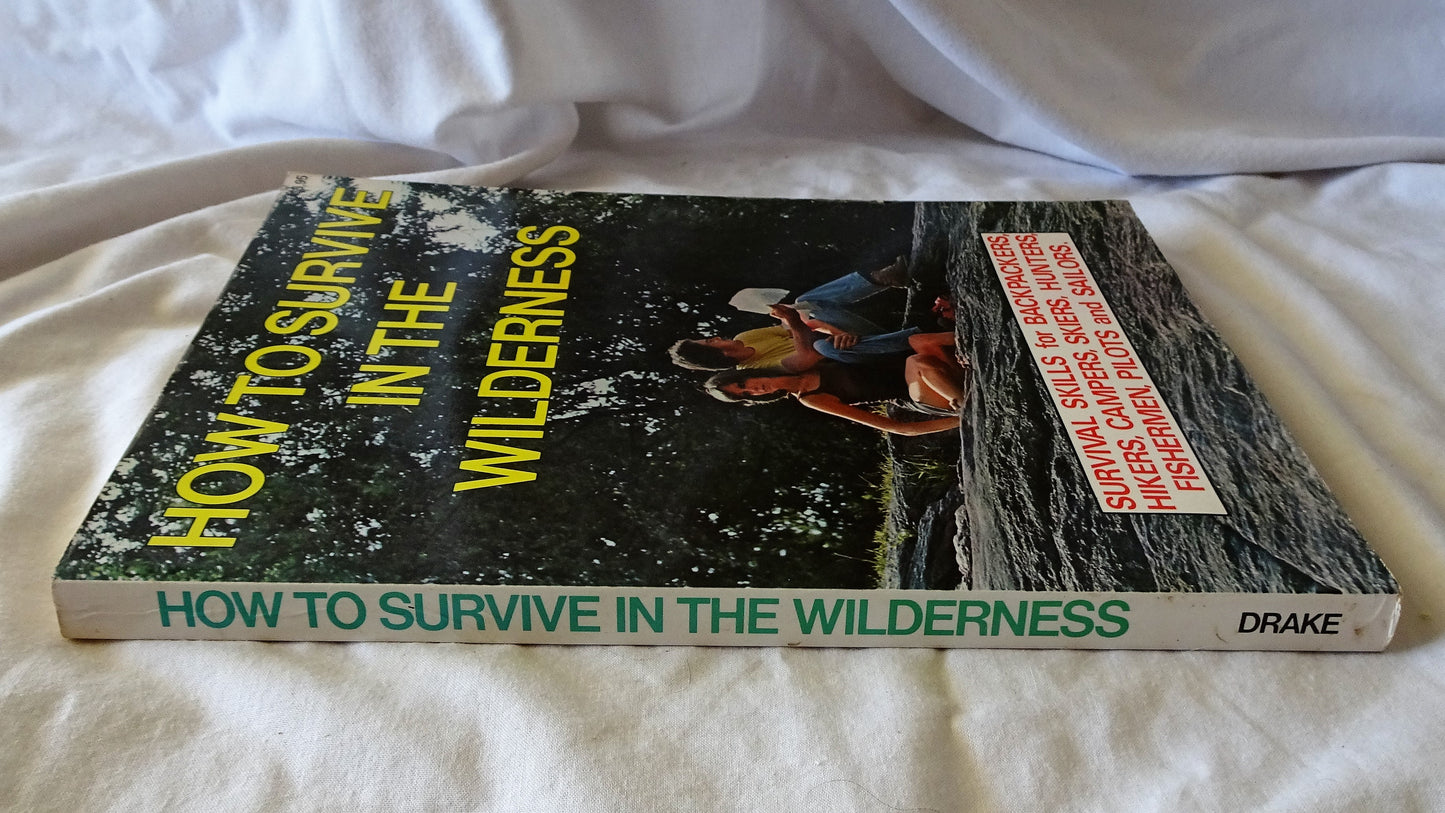 .95
HOW TO SURVIVE
IN THE
WILDERNESS
SURVIVAL SKILLS for BACKPACKERS,
HIKERS, CAMPERS, SKIERS, HUNTERS,
FISHERMEN, PILOTS and SAILORS.
HOW TO SURVIVE IN THE WILDERNESS
DRAKE